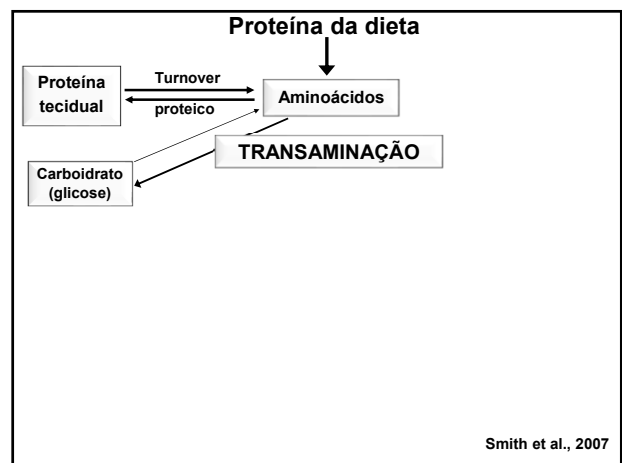 Proteína da dieta
Proteína
tecidual
Turnover
proteico
Aminoácidos
TRANSAMINAÇÃO
Carboidrato
(glicose)
Smith et al., 2007